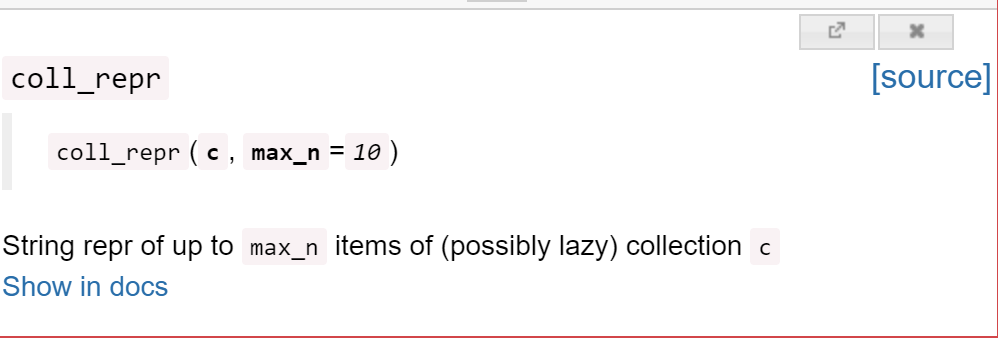 coll_repr [source]
coll_repr(c, max_n=10)
String repr of up to max_n items of (possibly lazy) collection c
Show in docs